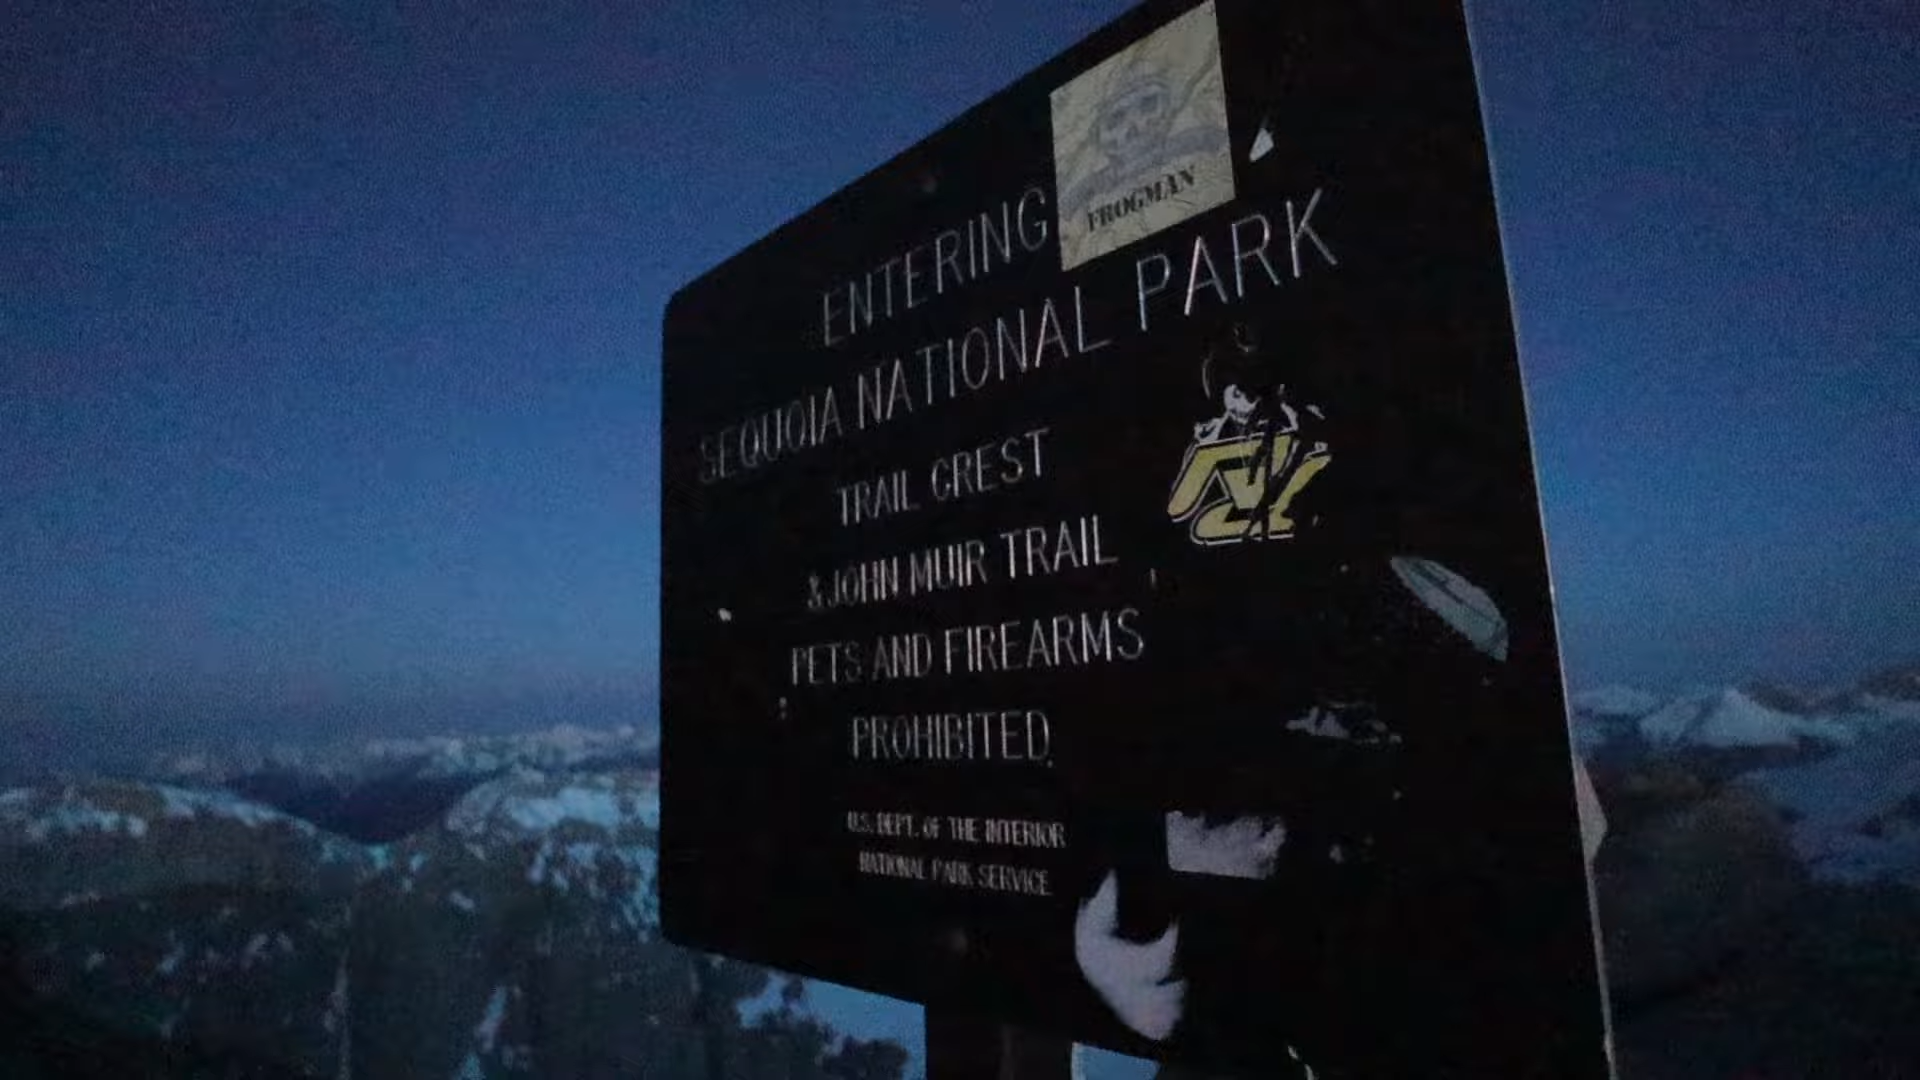 FROGMAN
ENTERING
SEQUOIA NATIONAL PARK
TRAIL CREST
& JOHN MUIR TRAIL
PETS AND FIREARMS
PROHIBITED.
U.S. DEPT. OF THE INTERIOR
NATIONAL PARK SERVICE